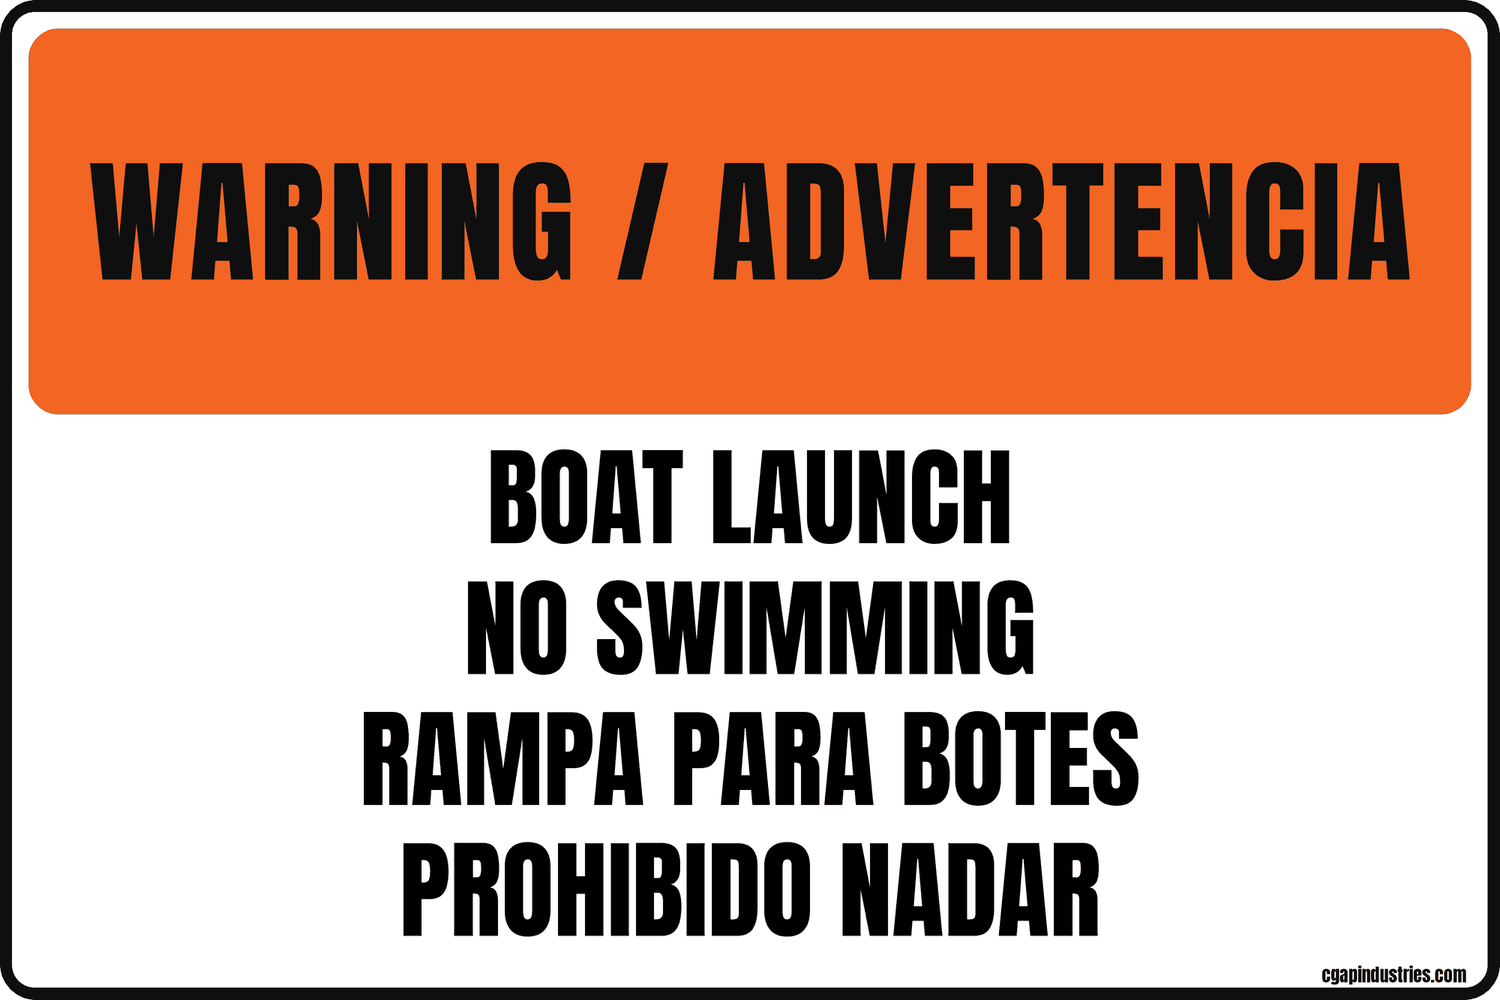 WARNING / ADVERTENCIA
BOAT LAUNCH
NO SWIMMING
RAMPA PARA BOTES
PROHIBIDO NADAR
cgapindustries.com